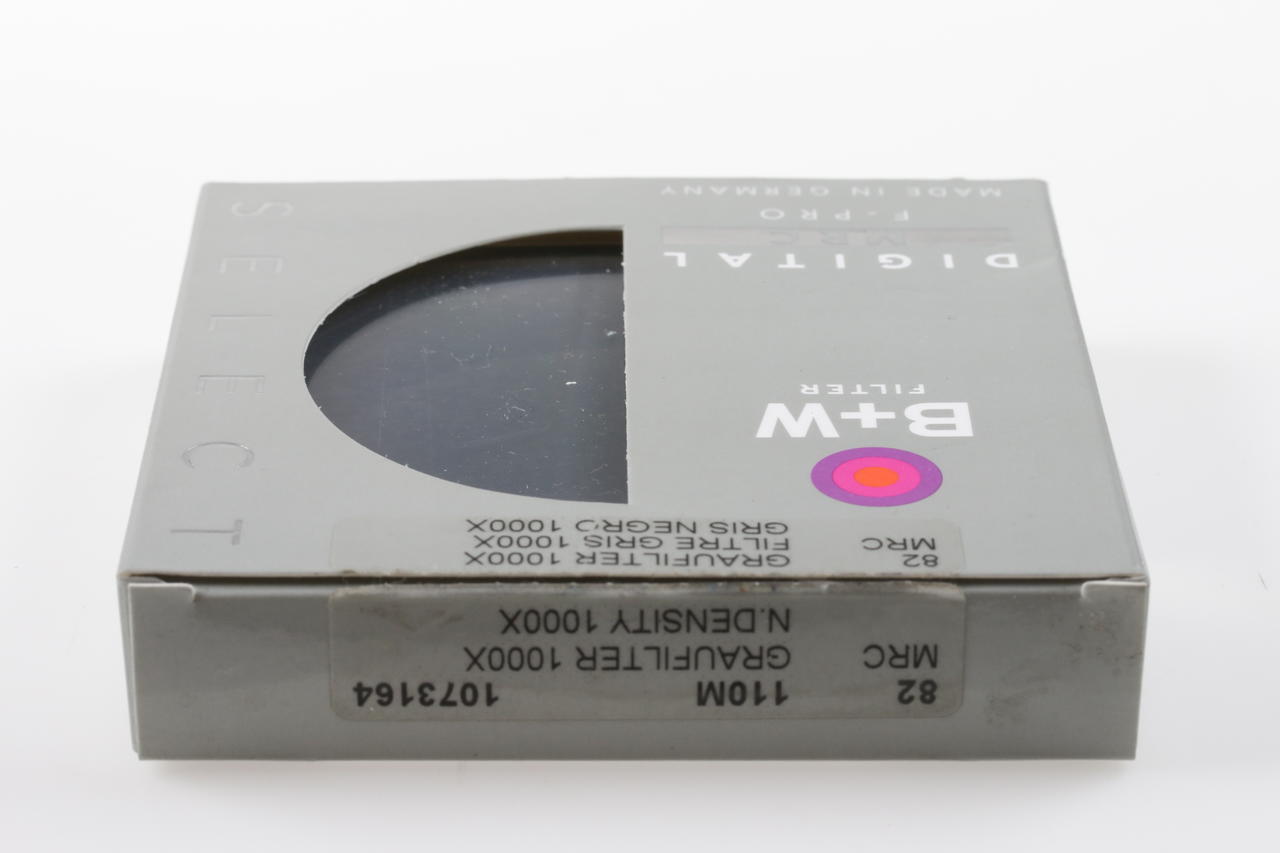 B+W
FILTER
DIGITAL
MRC
F-PRO
MADE IN GERMANY
SELECT
82 GRAUFILTER 1000X
MRC FILTRE GRIS 1000X
GRIS NEGRO 1000X
82 110M 1073164
MRC GRAUFILTER 1000X
N.DENSITY 1000X